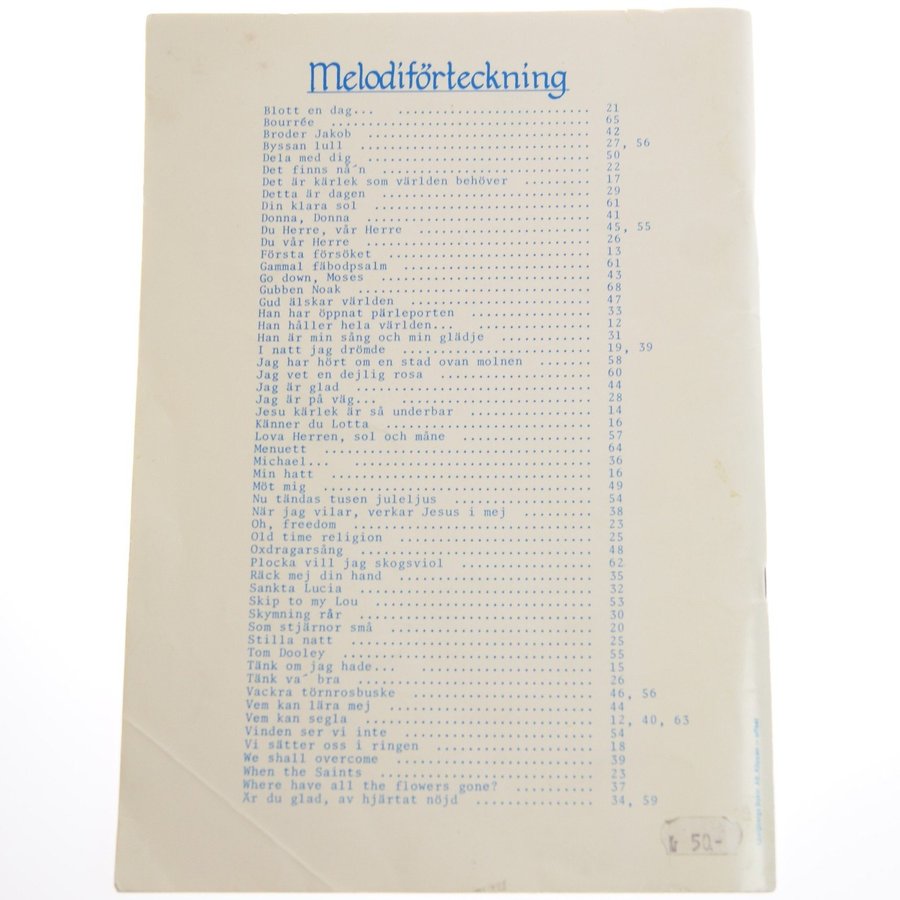 Melodiförteckning
Blott en dag... .......................... 21
Bourrée .................................. 65
Broder Jakob ............................. 42
Byssan lull .............................. 27, 56
Dela med dig ............................. 50
Det finns nå´n ........................... 22
Det är kärlek som världen behöver ......... 17
Detta är dagen ........................... 29
Din klara sol ............................ 61
Donna, Donna ............................. 41
Du Herre, vår Herre ...................... 45, 55
Du vår Herre ............................. 26
Första försöket .......................... 13
Gammal fäbodpsalm ........................ 61
Go down, Moses ........................... 43
Gubben Noak .............................. 68
Gud älskar världen ....................... 47
Han har öppnat pärleporten ............... 33
Han håller hela världen... ............... 12
Han är min sång och min glädje ............ 31
I natt jag drömde ........................ 19, 39
Jag har hört om en stad ovan molnen ....... 58
Jag vet en dejlig rosa ................... 60
Jag är glad .............................. 44
Jag är på väg... ......................... 28
Jesu kärlek är så underbar ............... 14
Känner du Lotta .......................... 16
Lova Herren, sol och måne ................ 57
Menuett .................................. 64
Michael... ............................... 36
Min hatt ................................. 16
Möt mig .................................. 49
Nu tändas tusen juleljus ................. 54
När jag vilar, verkar Jesus i mej ......... 38
Oh, freedom .............................. 23
Old time religion ........................ 25
Oxdragarsång ............................. 48
Plocka vill jag skogsviol ................ 62
Räck mej din hand ........................ 35
Sankta Lucia ............................. 32
Skip to my Lou ........................... 53
Skymning rår ............................. 30
Som stjärnor små ......................... 20
Stilla natt .............................. 25
Tom Dooley ............................... 55
Tänk om jag hade... ...................... 15
Tänk va´ bra ............................. 26
Vackra törnrosbuske ...................... 46, 56
Vem kan lära mej ......................... 44
Vem kan segla ............................ 12, 40, 63
Vinden ser vi inte ....................... 54
Vi sätter oss i ringen ................... 18
We shall overcome ........................ 39
When the Saints .......................... 23
Where have all the flowers gone? .......... 37
Är du glad, av hjärtat nöjd .............. 34, 59
kr 50,-